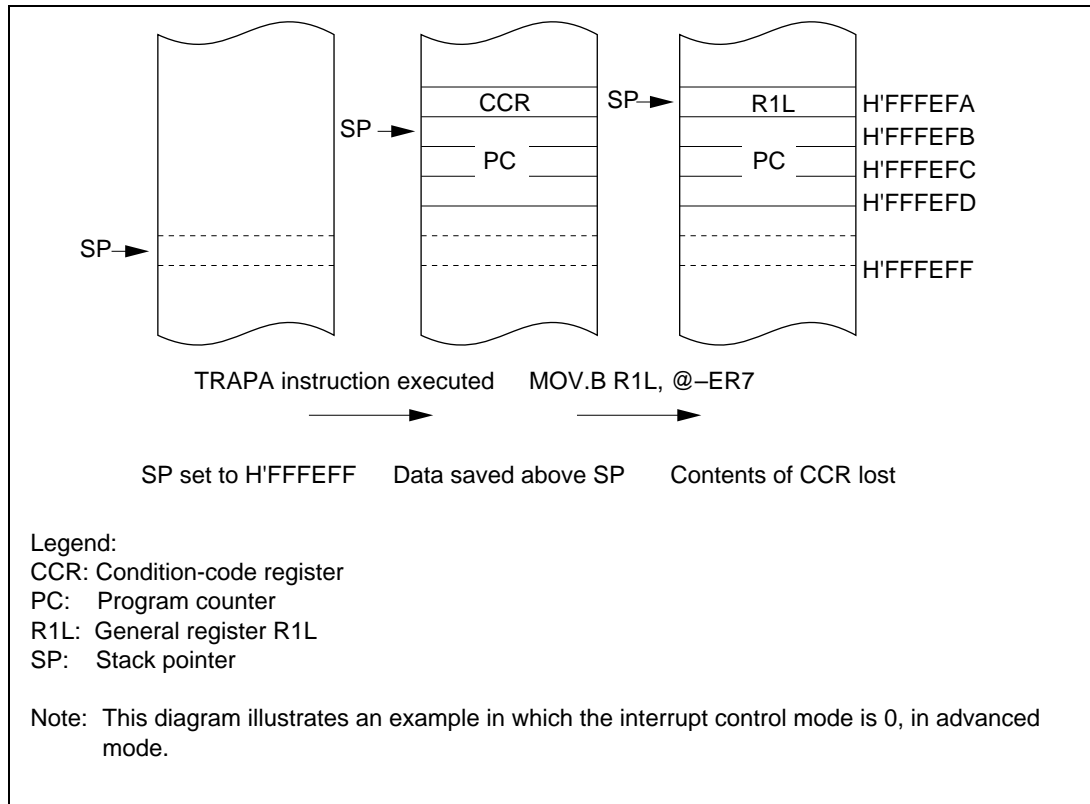 CCR
SP
R1L
H'FFFEFA
SP
H'FFFEFB
PC
PC
H'FFFEFC
H'FFFEFD
SP
H'FFFEFF
TRAPA instruction executed
MOV.B R1L, @–ER7
SP set to H'FFFEFF
Data saved above SP
Contents of CCR lost
Legend:
CCR: Condition-code register
PC: Program counter
R1L: General register R1L
SP: Stack pointer
Note: This diagram illustrates an example in which the interrupt control mode is 0, in advanced
mode.